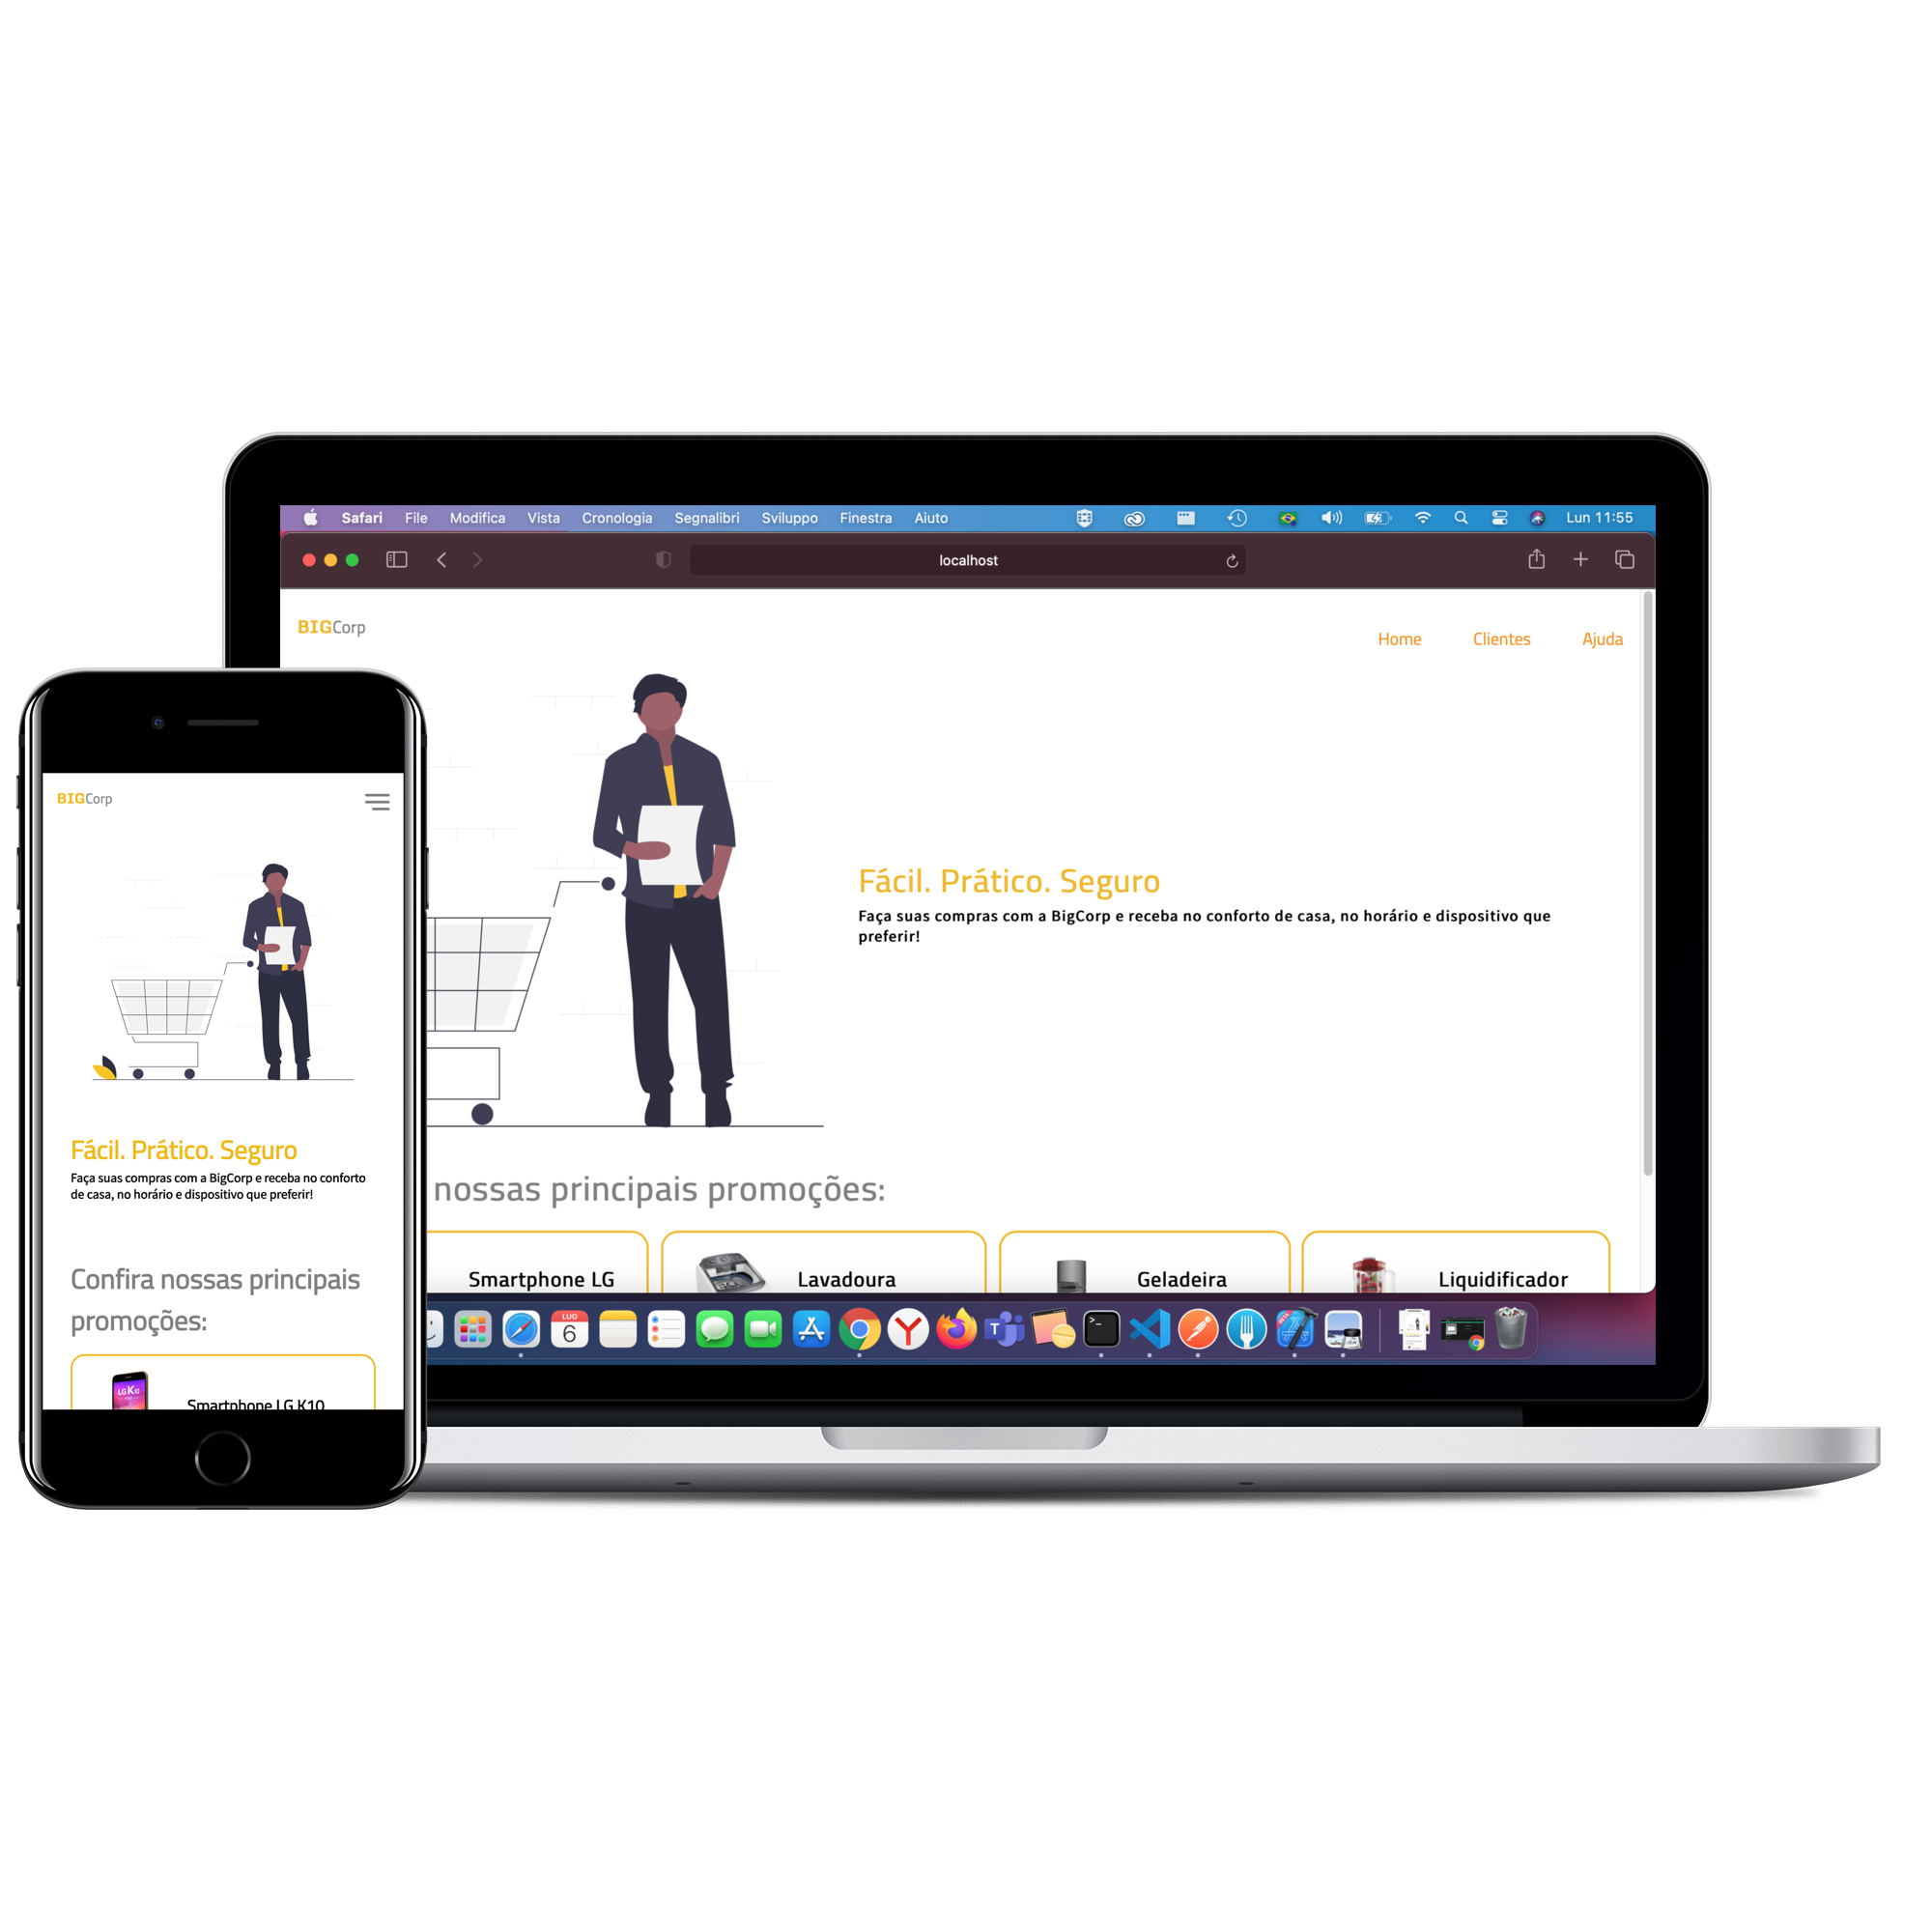 Safari File Modifica Vista Cronologia Segnalibri Sviluppo Finestra Aiuto Lun 11:55
localhost
BIGCorp
Home Clientes Ajuda
Fácil. Prático. Seguro
Faça suas compras com a BigCorp e receba no conforto de casa, no horário e dispositivo que
preferir!
nossas principais promoções:
Smartphone LG Lavadoura Geladeira Liquidificador
LUG
6
T
BIGCorp
Fácil. Prático. Seguro
Faça suas compras com a BigCorp e receba no conforto
de casa, no horário e dispositivo que preferir!
Confira nossas principais
promoções:
LG K10
Smartphone LG K10